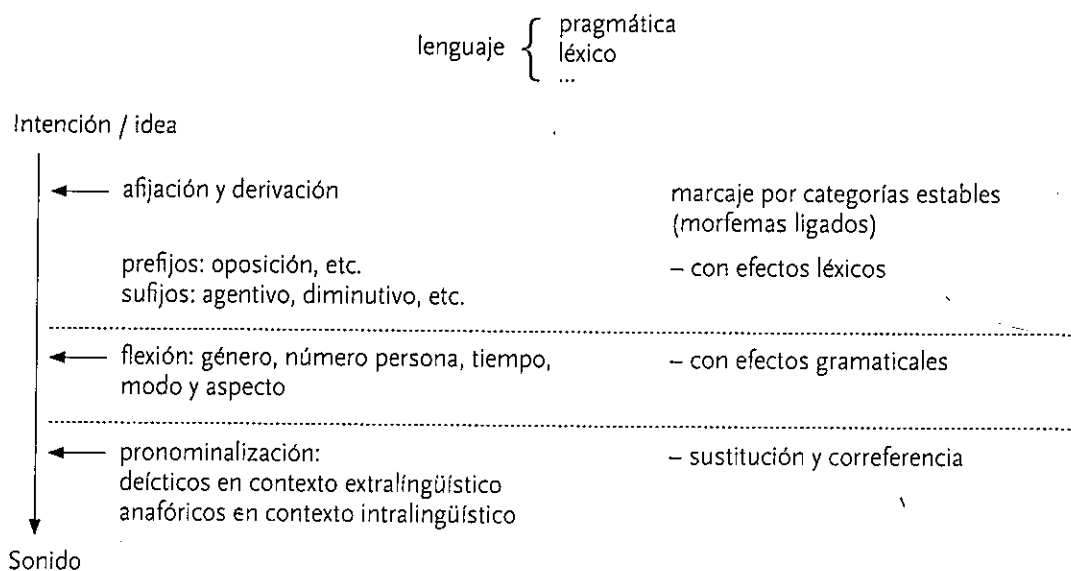 pragmática
lenguaje { léxico
...
Intención / idea
afijación y derivación
marcaje por categorías estables
(morfemas ligados)
prefijos: oposición, etc.
– con efectos léxicos
sufijos: agentivo, diminutivo, etc.
flexión: género, número persona, tiempo,
– con efectos gramaticales
modo y aspecto
pronominalización:
– sustitución y correferencia
deícticos en contexto extralingüístico
anafóricos en contexto intralingüístico
Sonido